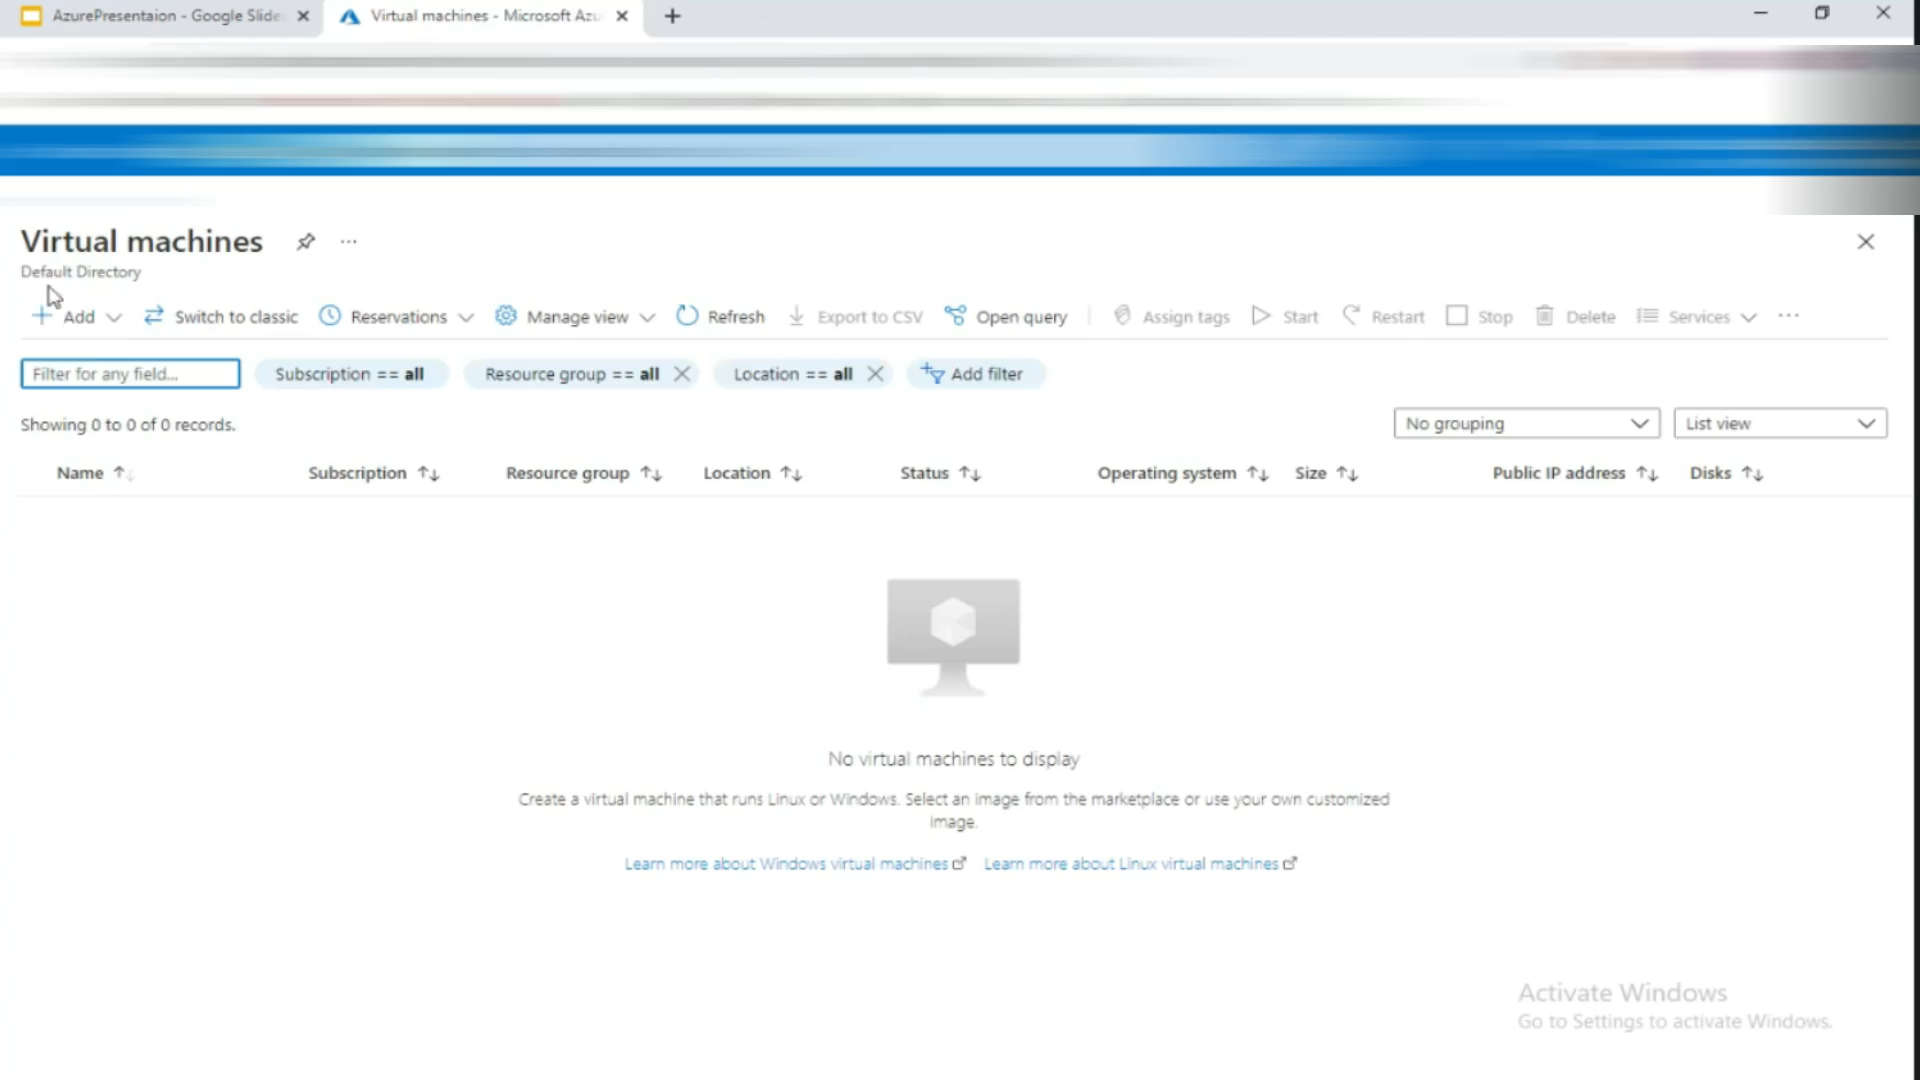 AzurePresentaion - Google Slide
Virtual machines - Microsoft Azu
Virtual machines
Default Directory
Add Switch to classic Reservations Manage view Refresh Export to CSV Open query Assign tags Start Restart Stop Delete Services
Filter for any field... Subscription == all Resource group == all Location == all Add filter
Showing 0 to 0 of 0 records. No grouping List view
Name Subscription Resource group Location Status Operating system Size Public IP address Disks
No virtual machines to display
Create a virtual machine that runs Linux or Windows. Select an image from the marketplace or use your own customized
image.
Learn more about Windows virtual machines Learn more about Linux virtual machines
Activate Windows
Go to Settings to activate Windows.